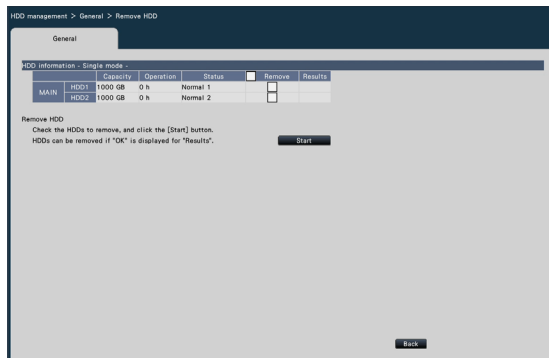 HDD management > General > Remove HDD
General
HDD information - Single mode -
Capacity Operation Status Remove Results
MAIN HDD1 1000 GB 0 h Normal 1
HDD2 1000 GB 0 h Normal 2
Remove HDD
Check the HDDs to remove, and click the [Start] button.
HDDs can be removed if "OK" is displayed for "Results". Start
Back